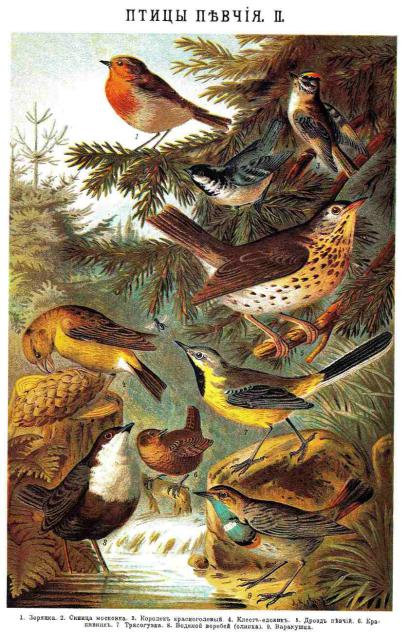 ПТИЦЫ ПѢВЧІЯ. II.
1
1. Зорянка. 2. Синица московка. 3. Королекъ красноголовый. 4. Клестъ-еловикъ. 5. Дроздъ пѣвчій. 6. Кра-
пивникъ. 7 Трясогузка. 8. Водяной воробей (оляпка). 9. Варакушка.